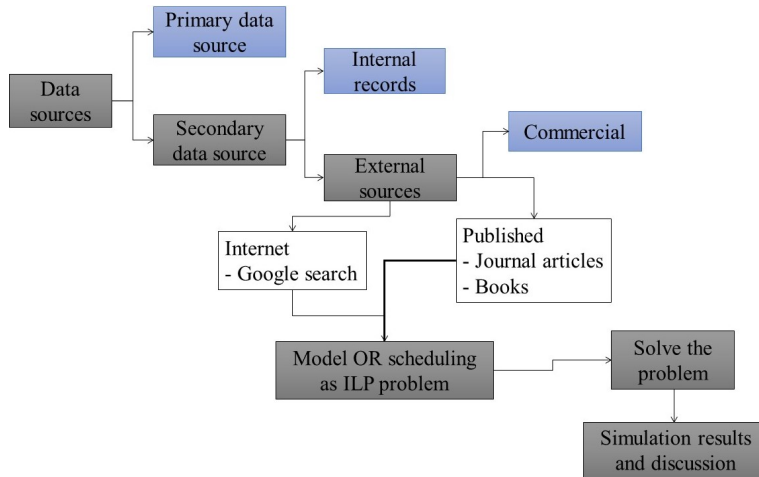 Primary data
source
Data
sources
Secondary
data source
Internal
records
External
sources
Commercial
Internet
- Google search
Published
- Journal articles
- Books
Model OR scheduling
as ILP problem
Solve the
problem
Simulation results
and discussion